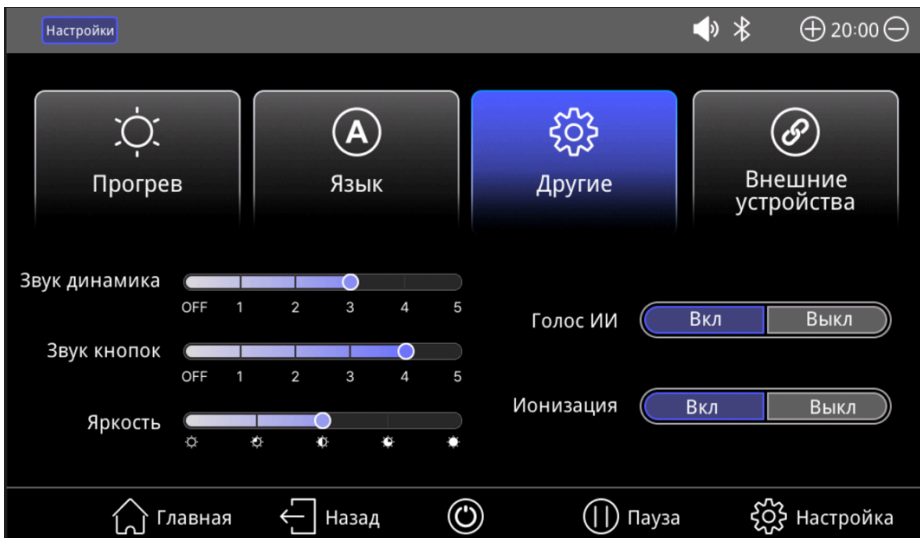 Настройки
20:00
A
Прогрев
Язык
Другие
Внешние
устройства
Звук динамика
OFF 1 2 3 4 5
Голос ИИ Вкл Выкл
Звук кнопок
OFF 1 2 3 4 5
Ионизация Вкл Выкл
Яркость
Главная Назад Пауза Настройка